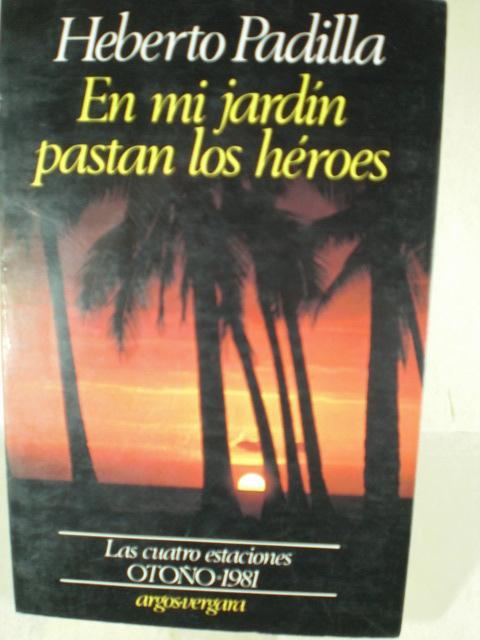 Heberto Padilla
En mi jardín
pastan los héroes
Las cuatro estaciones
OTOÑO-1981
argos-vergara